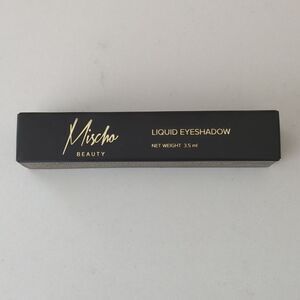 Mischo
BEAUTY
LIQUID EYESHADOW
NET WEIGHT 3.5 ml